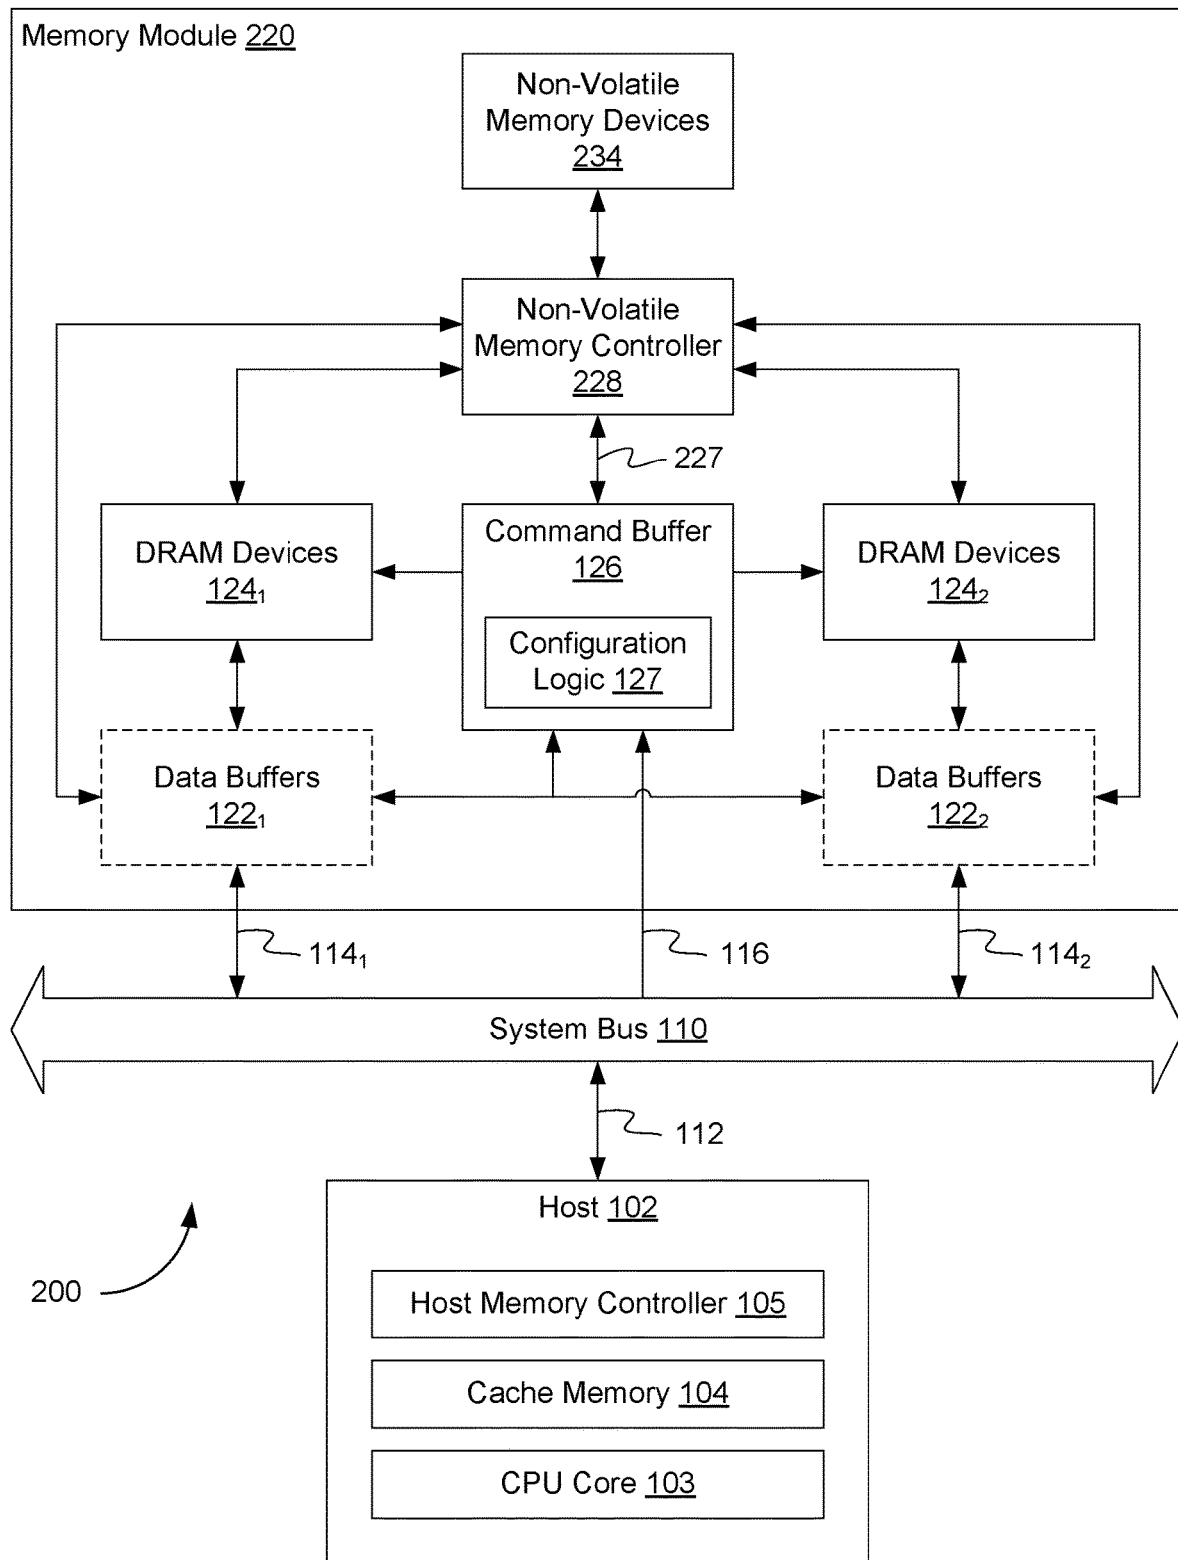 Memory Module 220
Non-Volatile
Memory Devices
234
Non-Volatile
Memory Controller
228
227
DRAM Devices
124₁
Command Buffer
126
DRAM Devices
124₂
Configuration
Logic 127
Data Buffers
122₁
Data Buffers
122₂
114₁
116
114₂
System Bus 110
112
Host 102
200
Host Memory Controller 105
Cache Memory 104
CPU Core 103